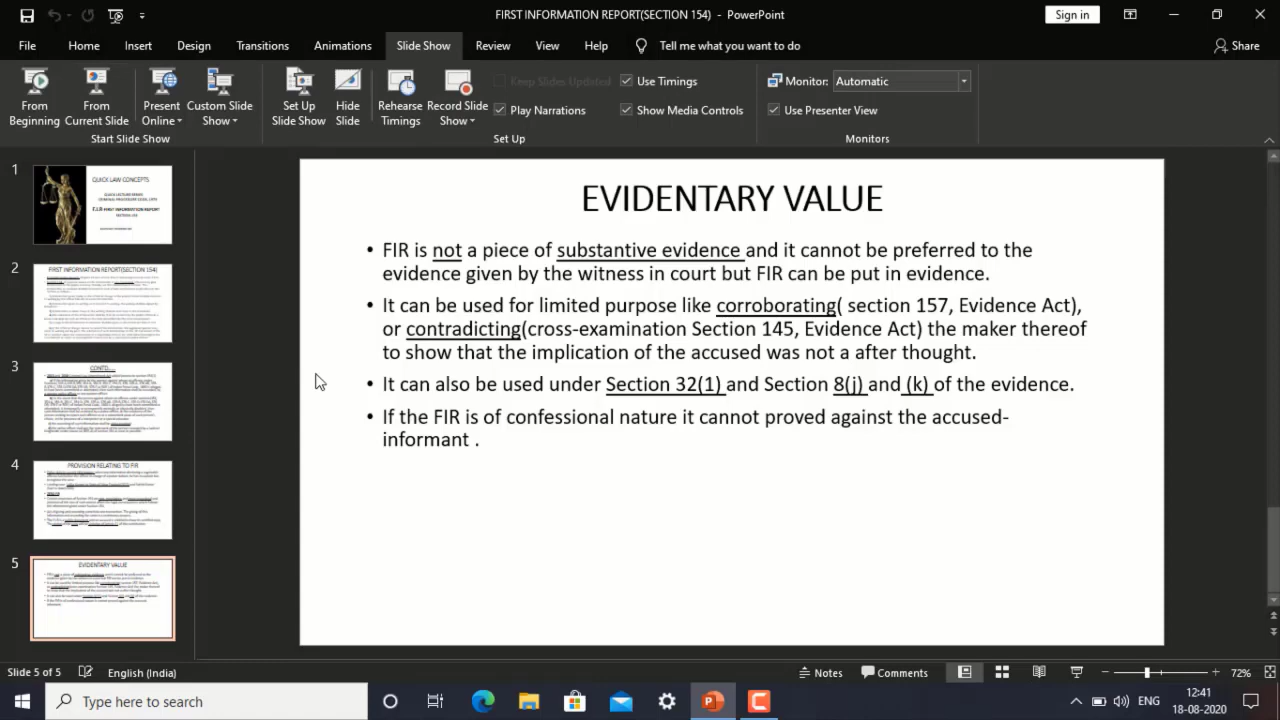 FIRST INFORMATION REPORT(SECTION 154) - PowerPoint
Sign in
File Home Insert Design Transitions Animations Slide Show Review View Help Tell me what you want to do Share
From Beginning
From Current Slide
Present Online
Custom Slide Show
Start Slide Show
Set Up Slide Show
Hide Slide
Rehearse Timings
Record Slide Show
Keep Slides Updated
Play Narrations
Use Timings
Show Media Controls
Set Up
Monitor: Automatic
Use Presenter View
Monitors
1
QUICK LAW CONCEPTS
2
FIRST INFORMATION REPORT(SECTION 154)
3
4
PROVISION RELATING TO FIR
5
EVIDENTARY VALUE
EVIDENTARY VALUE
• FIR is not a piece of substantive evidence and it cannot be preferred to the
evidence given by the witness in court but FIR can be put in evidence.
• It can be used for limited purpose like corroborating( section 157, Evidence Act),
or contradicting(cross-examination Section 145, Evidence Act) the maker thereof
to show that the implication of the accused was not a after thought.
• It can also be used under Section 32(1) and Section 8(j) and (k) of the evidence.
• If the FIR is of confessional nature it cannot proved against the accused-
informant .
Slide 5 of 5 English (India) Notes Comments 72%
Type here to search
ENG
12:41
18-08-2020